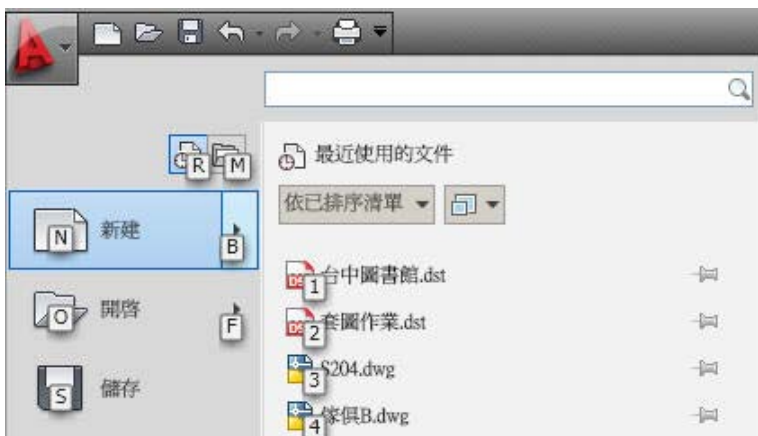 R M
最近使用的文件
依已排序清單
N 新建 B
1 台中圖書館.dst
O 開啓 F
2 套圖作業.dst
3 S204.dwg
S 儲存
4 傢俱B.dwg